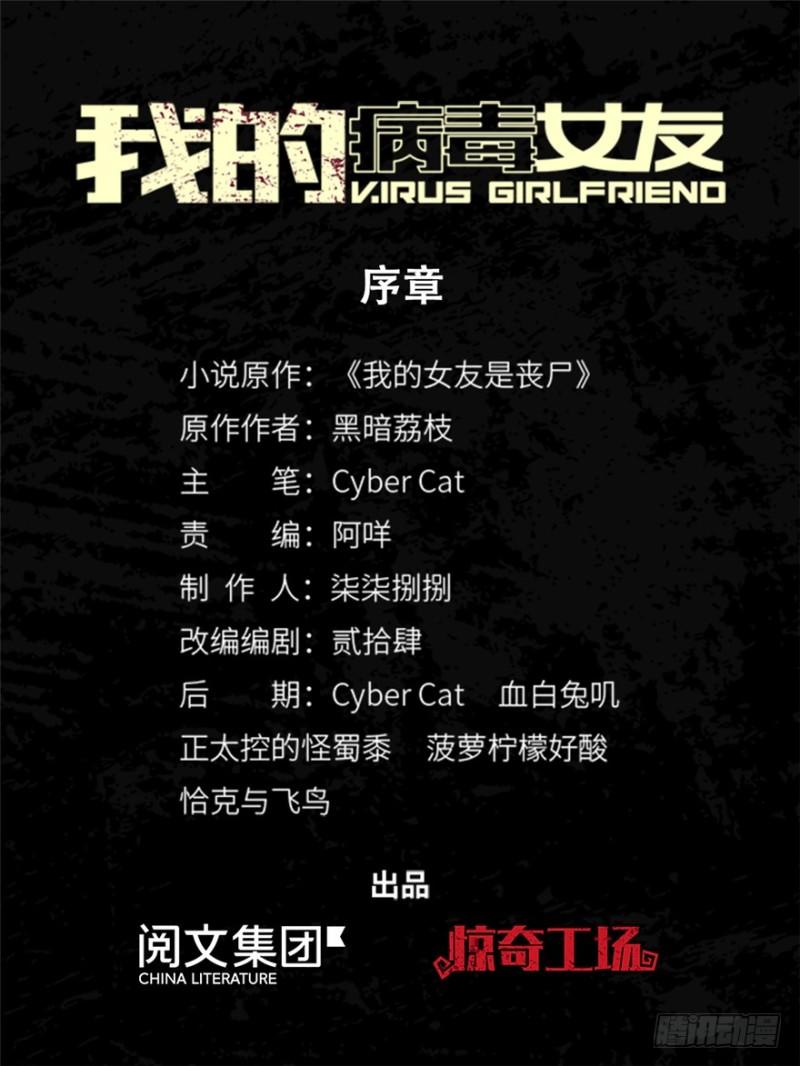 我的病毒女友
VIRUS GIRLFRIEND
序章
小说原作：《我的女友是丧尸》
原作作者：黑暗荔枝
主 笔：Cyber Cat
责 编：阿咩
制 作 人：柒柒捌捌
改编编剧：贰拾肆
后 期：Cyber Cat 血白兔叽
正太控的怪蜀黍 菠萝柠檬好酸
恰克与飞鸟
出品
阅文集团 惊奇工场
CHINA LITERATURE
腾讯动漫